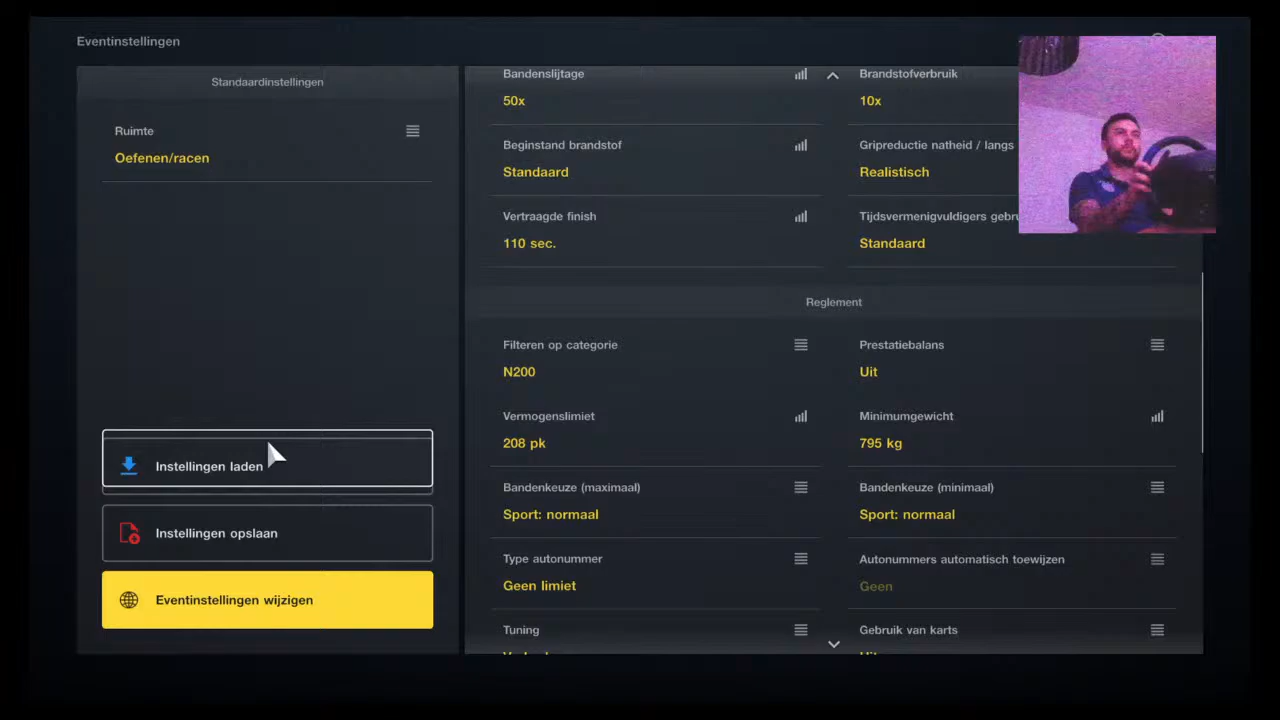 Eventinstellingen
Standaardinstellingen
Ruimte
Oefenen/racen
Instellingen laden
Instellingen opslaan
Eventinstellingen wijzigen
Bandenslijtage
50x
Brandstofverbruik
10x
Beginstand brandstof
Standaard
Gripreductie natheid / langs
Realistisch
Vertraagde finish
110 sec.
Tijdsvermenigvuldigers gebru
Standaard
Reglement
Filteren op categorie
N200
Prestatiebalans
Uit
Vermogenslimiet
208 pk
Minimumgewicht
795 kg
Bandenkeuze (maximaal)
Sport: normaal
Bandenkeuze (minimaal)
Sport: normaal
Type autonummer
Geen limiet
Autonummers automatisch toewijzen
Geen
Tuning
Gebruik van karts